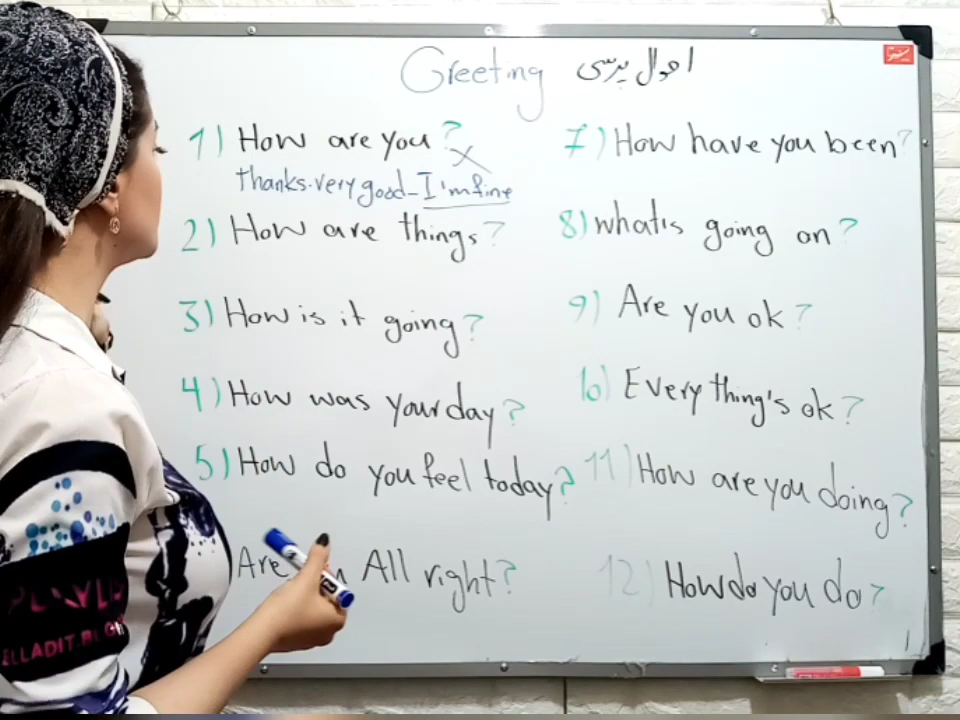 Greeting احوال پرسی
1) How are you?
thanks. very good - I'm fine
2) How are things?
3) How is it going?
4) How was your day?
5) How do you feel today?
Are All right?
7) How have you been?
8) what's going on?
9) Are you ok?
10) Every thing's ok?
11) How are you doing?
12) How do you do?